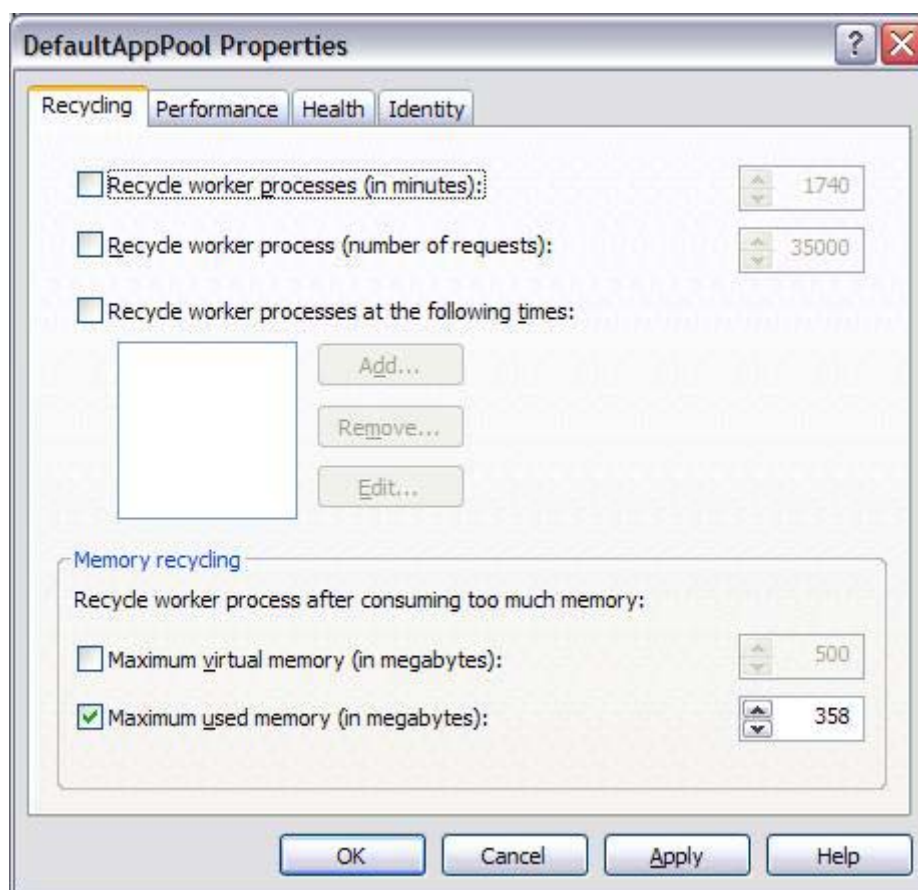 DefaultAppPool Properties
Recycling Performance Health Identity
Recycle worker processes (in minutes): 1740
Recycle worker process (number of requests): 35000
Recycle worker processes at the following times:
Add...
Remove...
Edit...
Memory recycling
Recycle worker process after consuming too much memory:
Maximum virtual memory (in megabytes): 500
Maximum used memory (in megabytes): 358
OK Cancel Apply Help